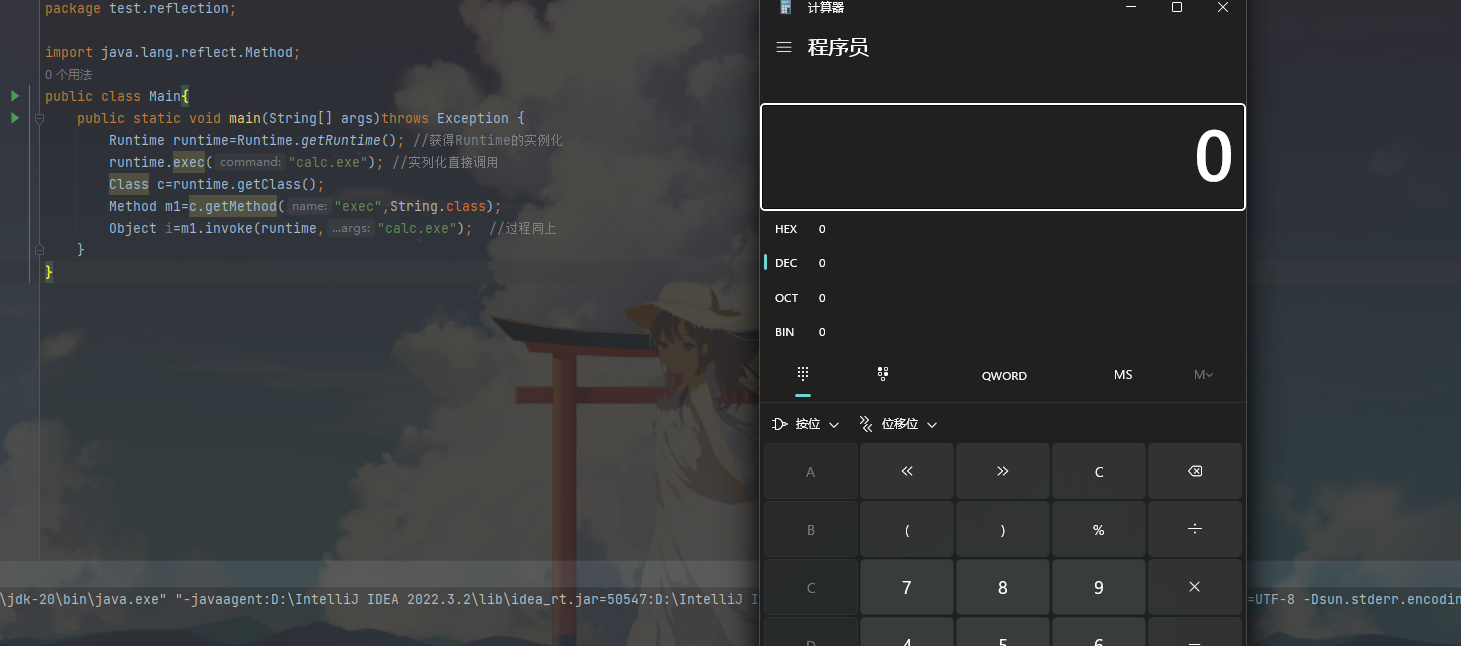 package test.reflection;
import java.lang.reflect.Method;
0 个用法
public class Main{
public static void main(String[] args)throws Exception {
Runtime runtime=Runtime.getRuntime(); //获得Runtime的实例化
runtime.exec( command: "calc.exe"); //实列化直接调用
Class c=runtime.getClass();
Method m1=c.getMethod( name: "exec",String.class);
Object i=m1.invoke(runtime, ...args: "calc.exe"); //过程同上
}
}
\jdk-20\bin\java.exe" "-javaagent:D:\IntelliJ IDEA 2022.3.2\lib\idea_rt.jar=50547:D:\IntelliJ I
=UTF-8 -Dsun.stderr.encodin
计算器
程序员
0
HEX 0
DEC 0
OCT 0
BIN 0
QWORD MS M
按位 位移位
A « » C
B ( ) % ÷
C 7 8 9 ×
D 4 5 6 −